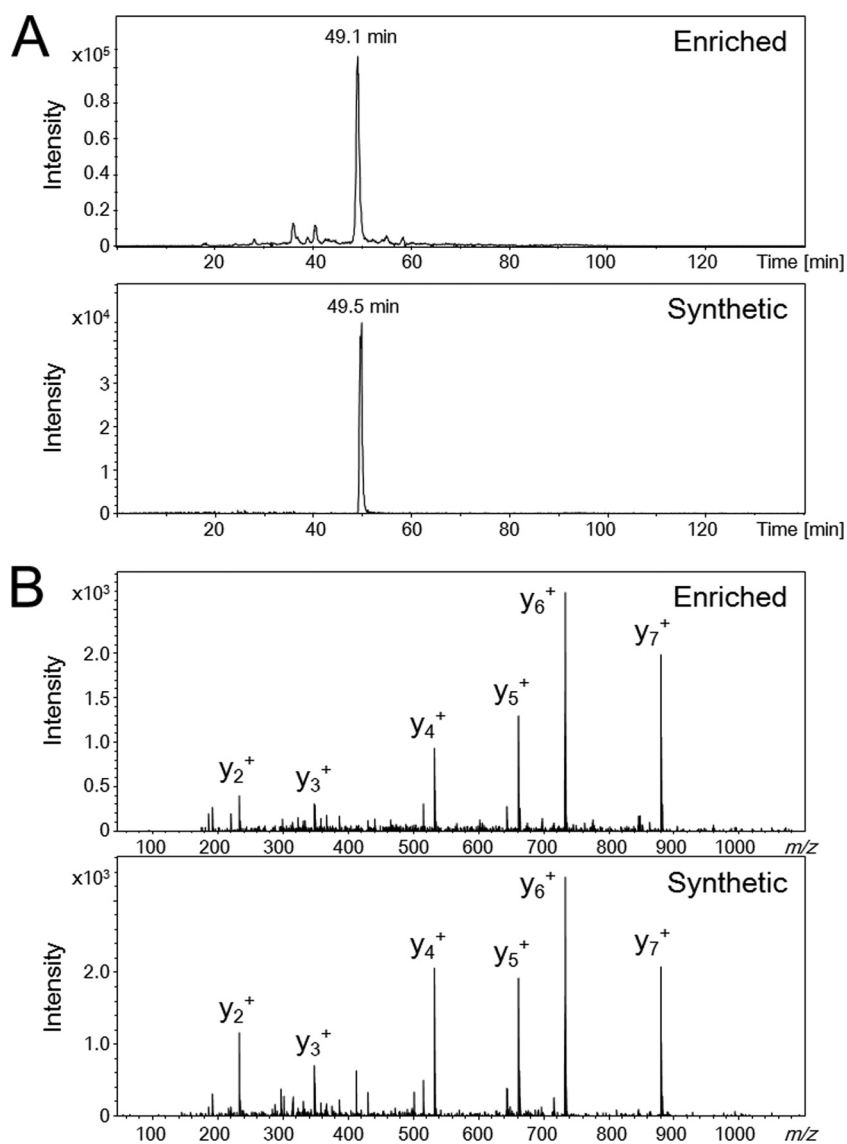 A
49.1 min
Enriched
x10⁵
0.8
0.6
0.4
0.2
0
Intensity
20 40 60 80 100 120 Time [min]
49.5 min
Synthetic
x10⁴
3
2
1
0
Intensity
20 40 60 80 100 120 Time [min]
B
Enriched
x10³
2.0
1.5
1.0
0.5
0
Intensity
y₂⁺ y₃⁺ y₄⁺ y₅⁺ y₆⁺ y₇⁺
100 200 300 400 500 600 700 800 900 1000 m/z
Synthetic
x10³
2.0
1.0
0
Intensity
y₂⁺ y₃⁺ y₄⁺ y₅⁺ y₆⁺ y₇⁺
100 200 300 400 500 600 700 800 900 1000 m/z